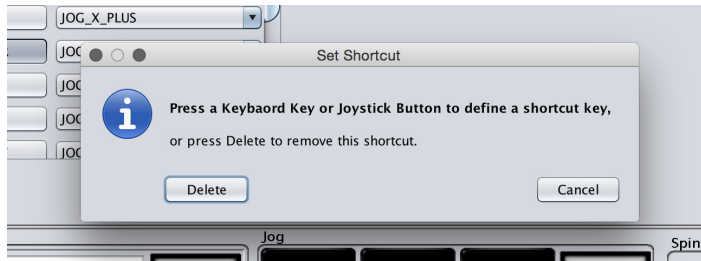 JOG_X_PLUS
JOG
Set Shortcut
JOG
Press a Keybaord Key or Joystick Button to define a shortcut key,
JOG
or press Delete to remove this shortcut.
JOG
Delete
Cancel
Jog
Spin